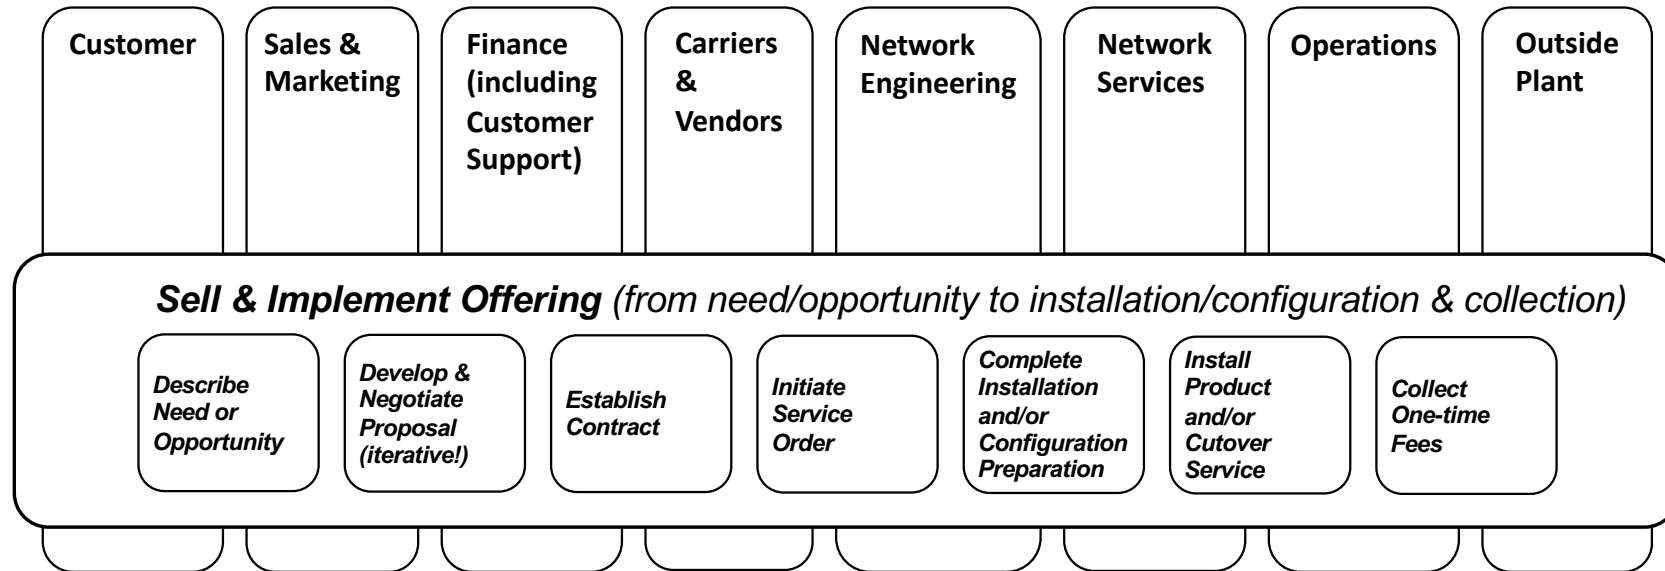 Customer
Sales &
Marketing
Finance
(including
Customer
Support)
Carriers
&
Vendors
Network
Engineering
Network
Services
Operations
Outside
Plant
Sell & Implement Offering (from need/opportunity to installation/configuration & collection)
Describe
Need or
Opportunity
Develop &
Negotiate
Proposal
(iterative!)
Establish
Contract
Initiate
Service
Order
Complete
Installation
and/or
Configuration
Preparation
Install
Product
and/or
Cutover
Service
Collect
One-time
Fees